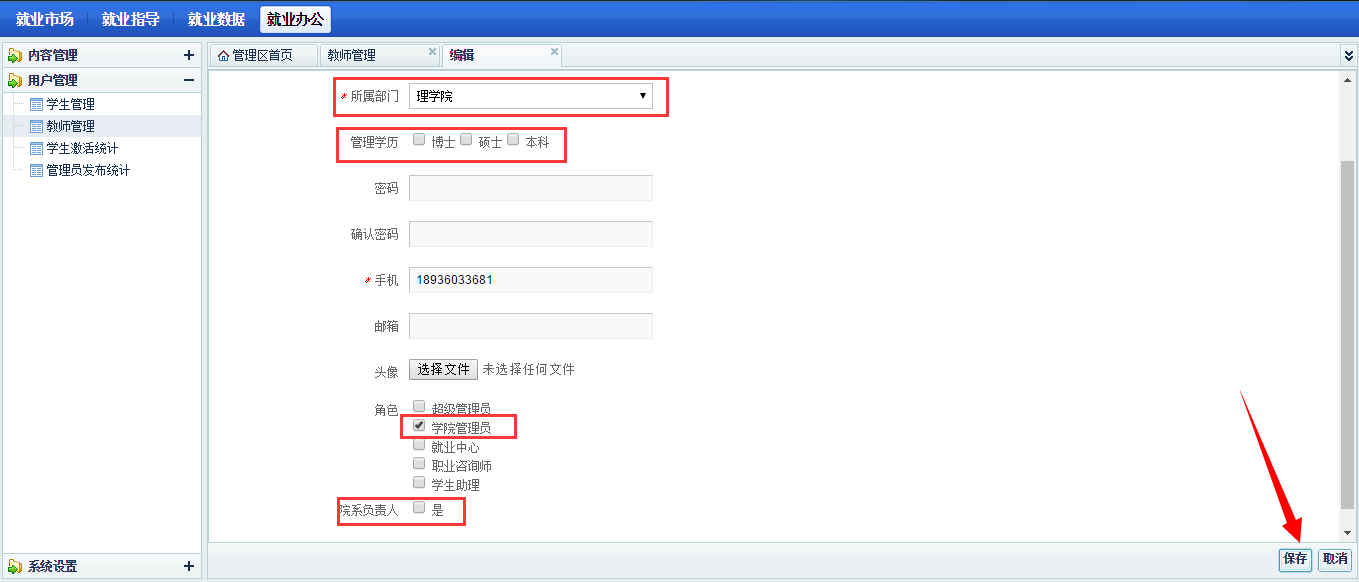 就业市场 就业指导 就业数据 就业办公
内容管理
用户管理
学生管理
教师管理
学生激活统计
管理员发布统计
系统设置
管理区首页 教师管理 编辑
* 所属部门 理学院
管理学历 博士 硕士 本科
密码
确认密码
* 手机 18936033681
邮箱
头像 选择文件 未选择任何文件
角色 超级管理员
学院管理员
就业中心
职业咨询师
学生助理
院系负责人 是
保存 取消